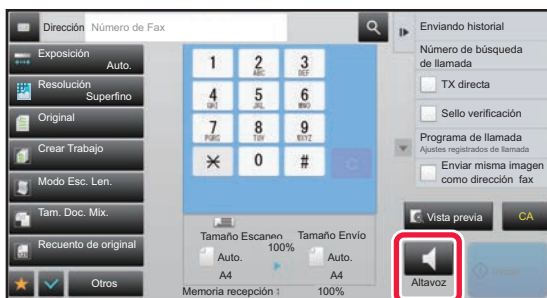 Dirección Número de Fax
Exposición
Auto.
Resolución
Superfino
Original
Crear Trabajo
Modo Esc. Len.
Tam. Doc. Mix.
Recuento de original
Otros
1
2
ABC
3
DEF
4
GHI
5
JKL
6
MNO
7
PQRS
8
TUV
9
WXYZ
0
#
Tamaño Escaneo
Tamaño Envío
100%
Auto.
A4
Auto.
A4
Memoria recepción : 100%
Enviando historial
Número de búsqueda
de llamada
TX directa
Sello verificación
Programa de llamada
Ajustes registrados de llamada
Enviar misma imagen
como dirección fax
Vista previa
CA
Altavoz